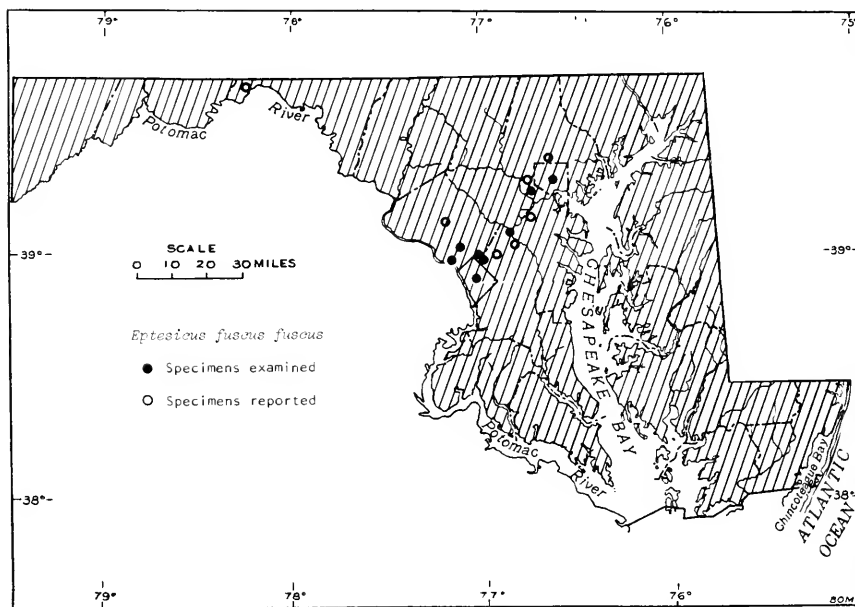 79° 78° 77° 76° 75
Potomac River
39° 39°
SCALE
0 10 20 30 MILES
CHESAPEAKE BAY
Eptesicus fuscus fuscus
● Specimens examined
○ Specimens reported
Potomac River
Chincoteague Bay
ATLANTIC OCEAN
38° 38°
79° 78° 77° 76° 80M